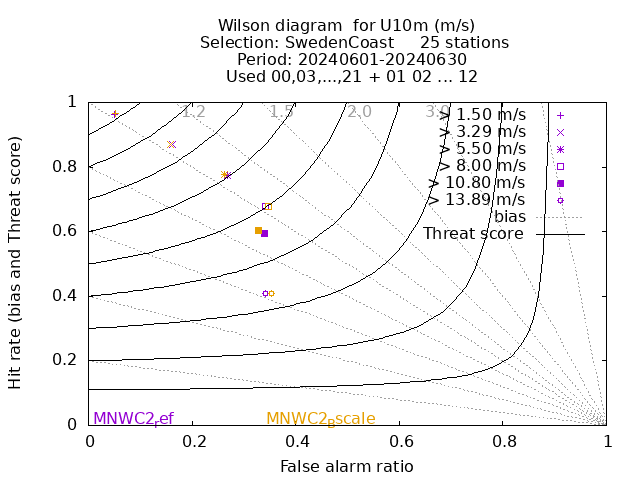 Wilson diagram  for U10m (m/s)
Selection: SwedenCoast     25 stations
Period: 20240601-20240630
Used 00,03,...,21 + 01 02 ... 12
Hit rate (bias and Threat score)
1
0.8
0.6
0.4
0.2
0
1.2
1.5
2.0
3.0
> 1.50 m/s
> 3.29 m/s
> 5.50 m/s
> 8.00 m/s
> 10.80 m/s
> 13.89 m/s
bias
Threat score
MNWC2ref
MNWC2Bscale
0
0.2
0.4
0.6
0.8
1
False alarm ratio